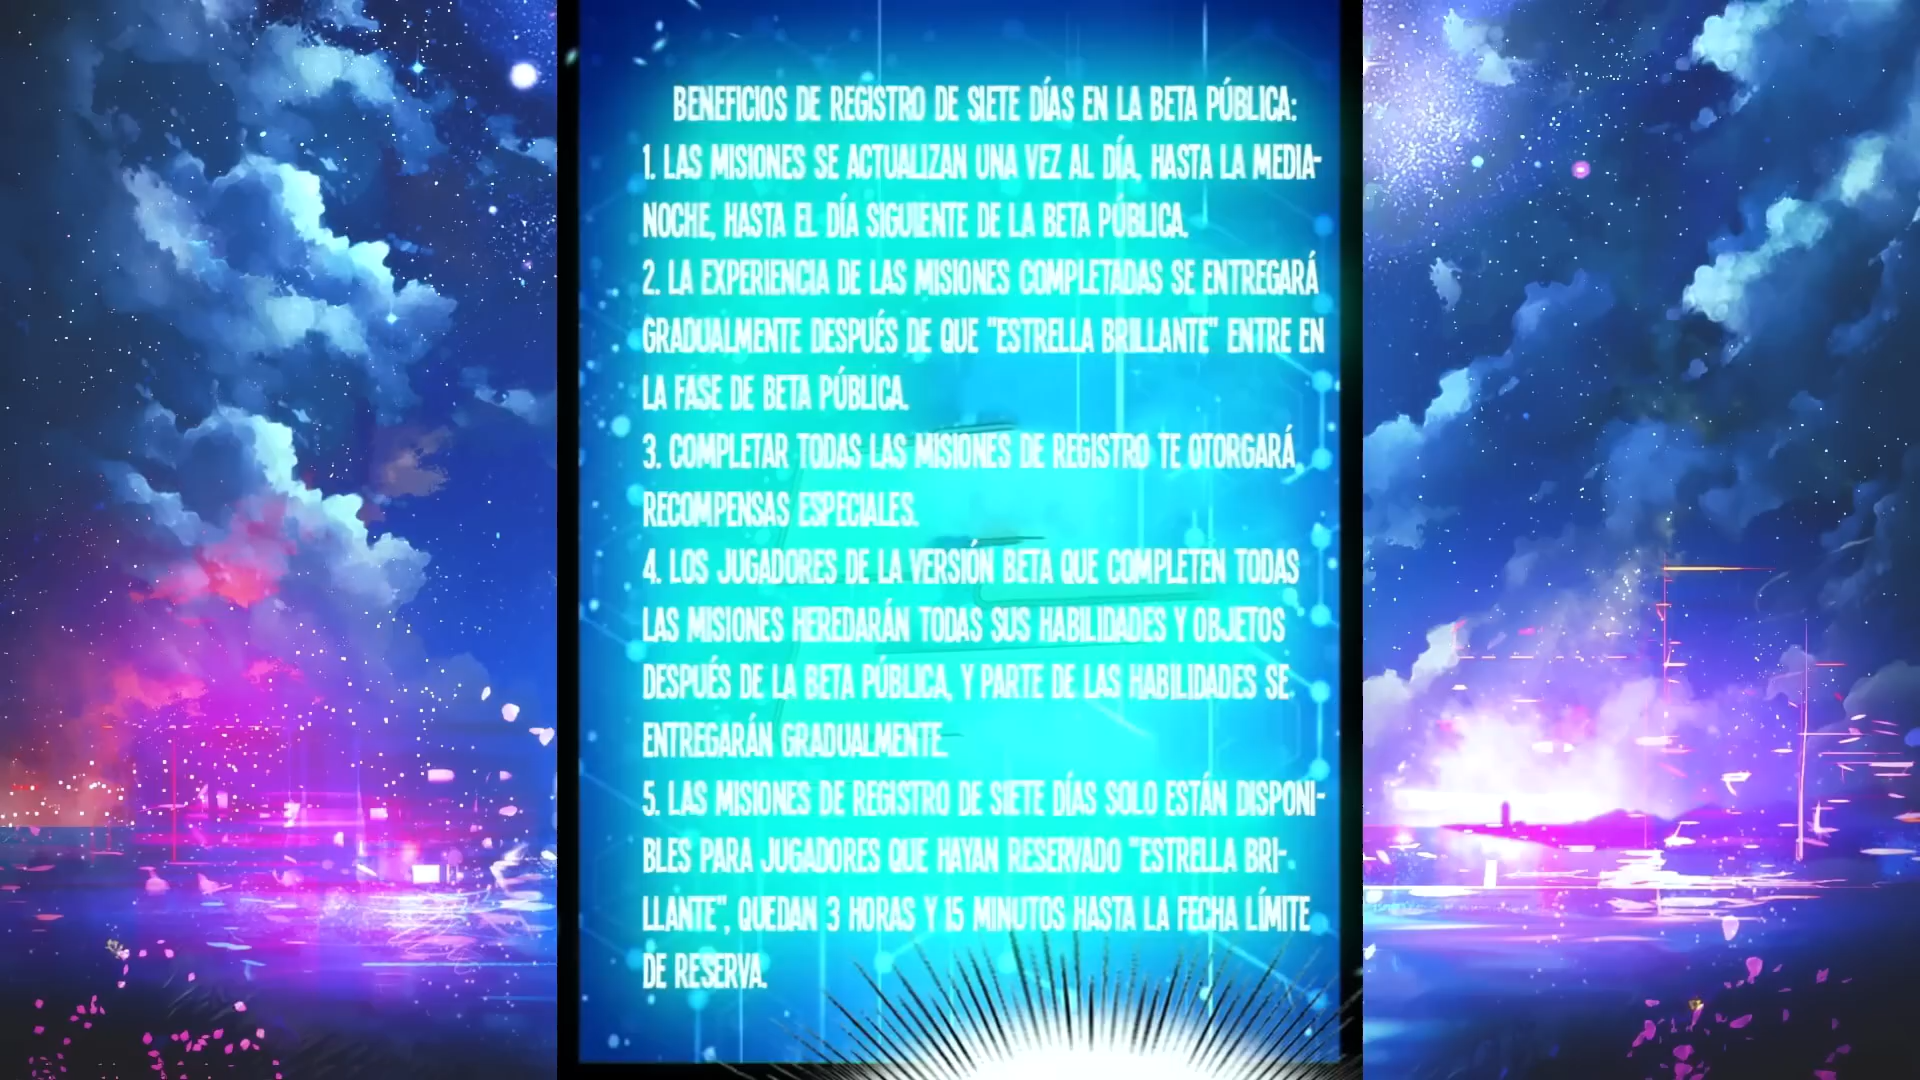 BENEFICIOS DE REGISTRO DE SIETE DÍAS EN LA BETA PÚBLICA:
1. LAS MISIONES SE ACTUALIZAN UNA VEZ AL DÍA, HASTA LA MEDIA-
NOCHE, HASTA EL DÍA SIGUIENTE DE LA BETA PÚBLICA.
2. LA EXPERIENCIA DE LAS MISIONES COMPLETADAS SE ENTREGARÁ
GRADUALMENTE DESPUÉS DE QUE "ESTRELLA BRILLANTE" ENTRE EN
LA FASE DE BETA PÚBLICA.
3. COMPLETAR TODAS LAS MISIONES DE REGISTRO TE OTORGARÁ
RECOMPENSAS ESPECIALES.
4. LOS JUGADORES DE LA VERSIÓN BETA QUE COMPLETEN TODAS
LAS MISIONES HEREDARÁN TODAS SUS HABILIDADES Y OBJETOS
DESPUÉS DE LA BETA PÚBLICA, Y PARTE DE LAS HABILIDADES SE
ENTREGARÁN GRADUALMENTE.
5. LAS MISIONES DE REGISTRO DE SIETE DÍAS SOLO ESTÁN DISPONI-
BLES PARA JUGADORES QUE HAYAN RESERVADO "ESTRELLA BRI-
LLANTE", QUEDAN 3 HORAS Y 15 MINUTOS HASTA LA FECHA LÍMITE
DE RESERVA.